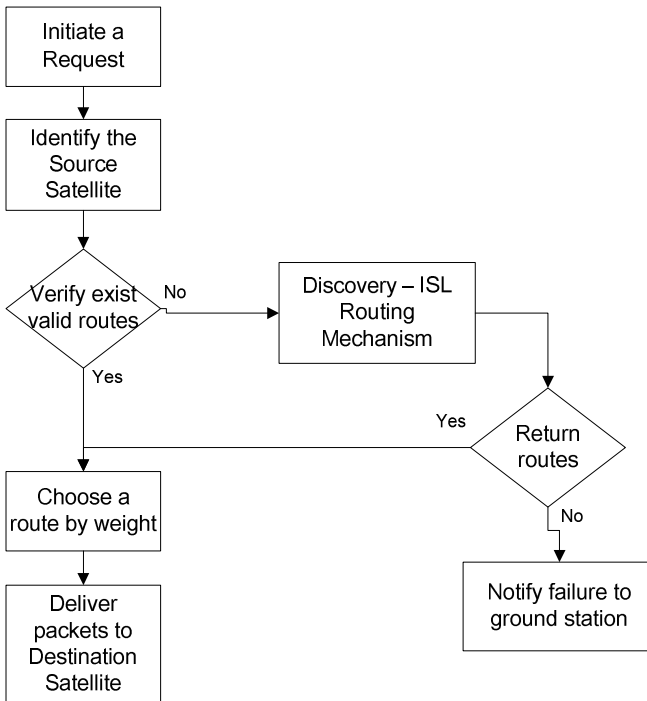 Initiate a
Request
Identify the
Source
Satellite
Verify exist
valid routes
No
Discovery – ISL
Routing
Mechanism
Yes
Yes
Return
routes
Choose a
route by weight
No
Notify failure to
ground station
Deliver
packets to
Destination
Satellite